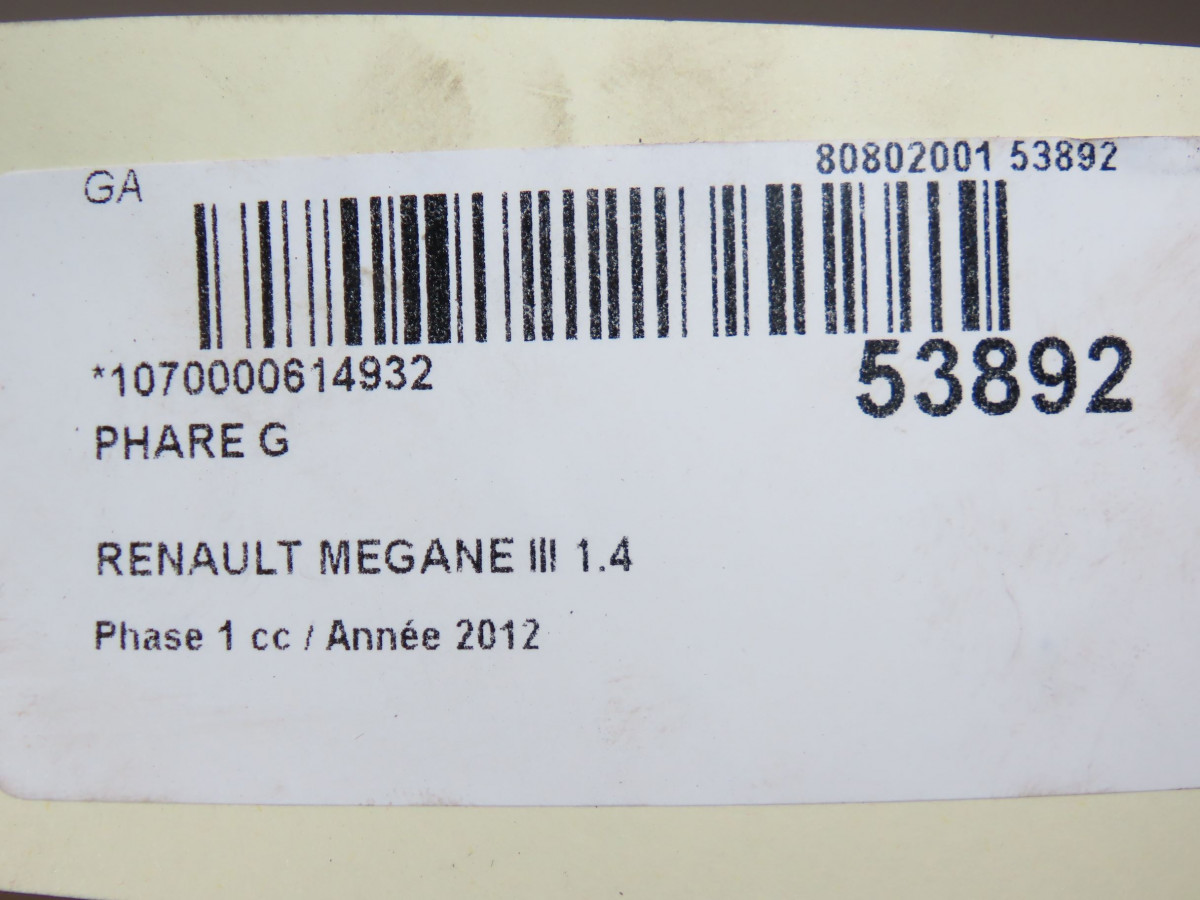 GA
80802001 53892
*1070000614932
53892
PHARE G
RENAULT MEGANE III 1.4
Phase 1 cc / Année 2012